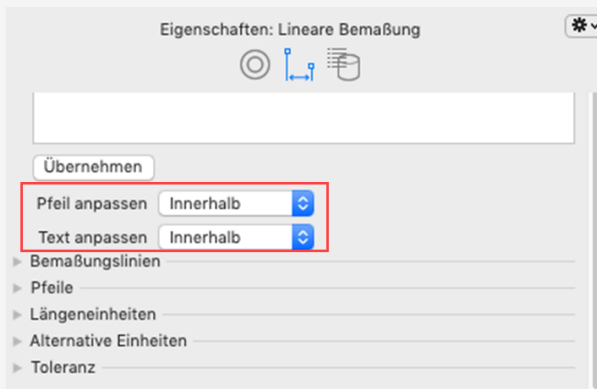 Eigenschaften: Lineare Bemaßung
Übernehmen
Pfeil anpassen Innerhalb
Text anpassen Innerhalb
Bemaßungslinien
Pfeile
Längeneinheiten
Alternative Einheiten
Toleranz